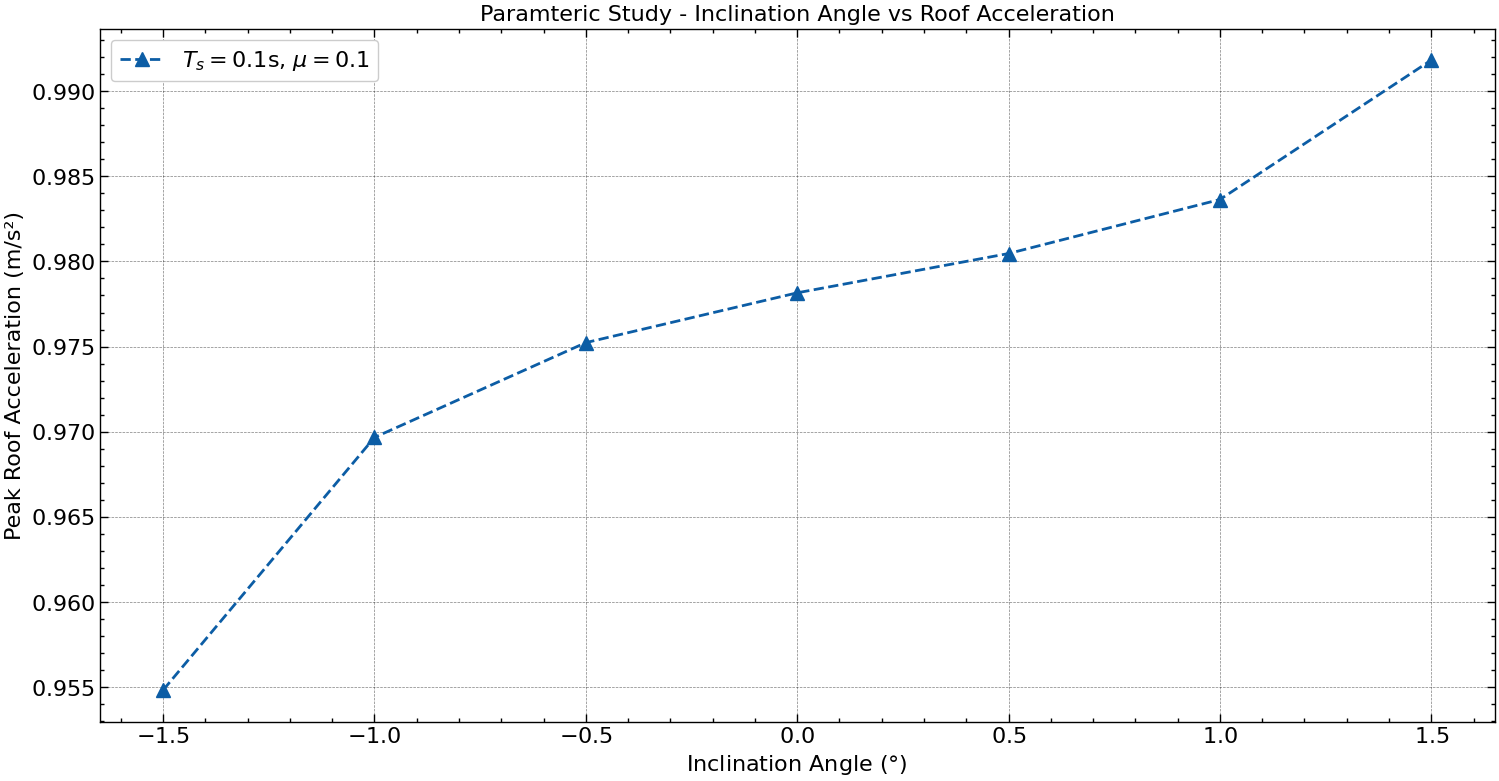 Paramteric Study - Inclination Angle vs Roof Acceleration
Tₛ = 0.1s, μ = 0.1
Peak Roof Acceleration (m/s²)
0.990
0.985
0.980
0.975
0.970
0.965
0.960
0.955
−1.5 −1.0 −0.5 0.0 0.5 1.0 1.5
Inclination Angle (°)